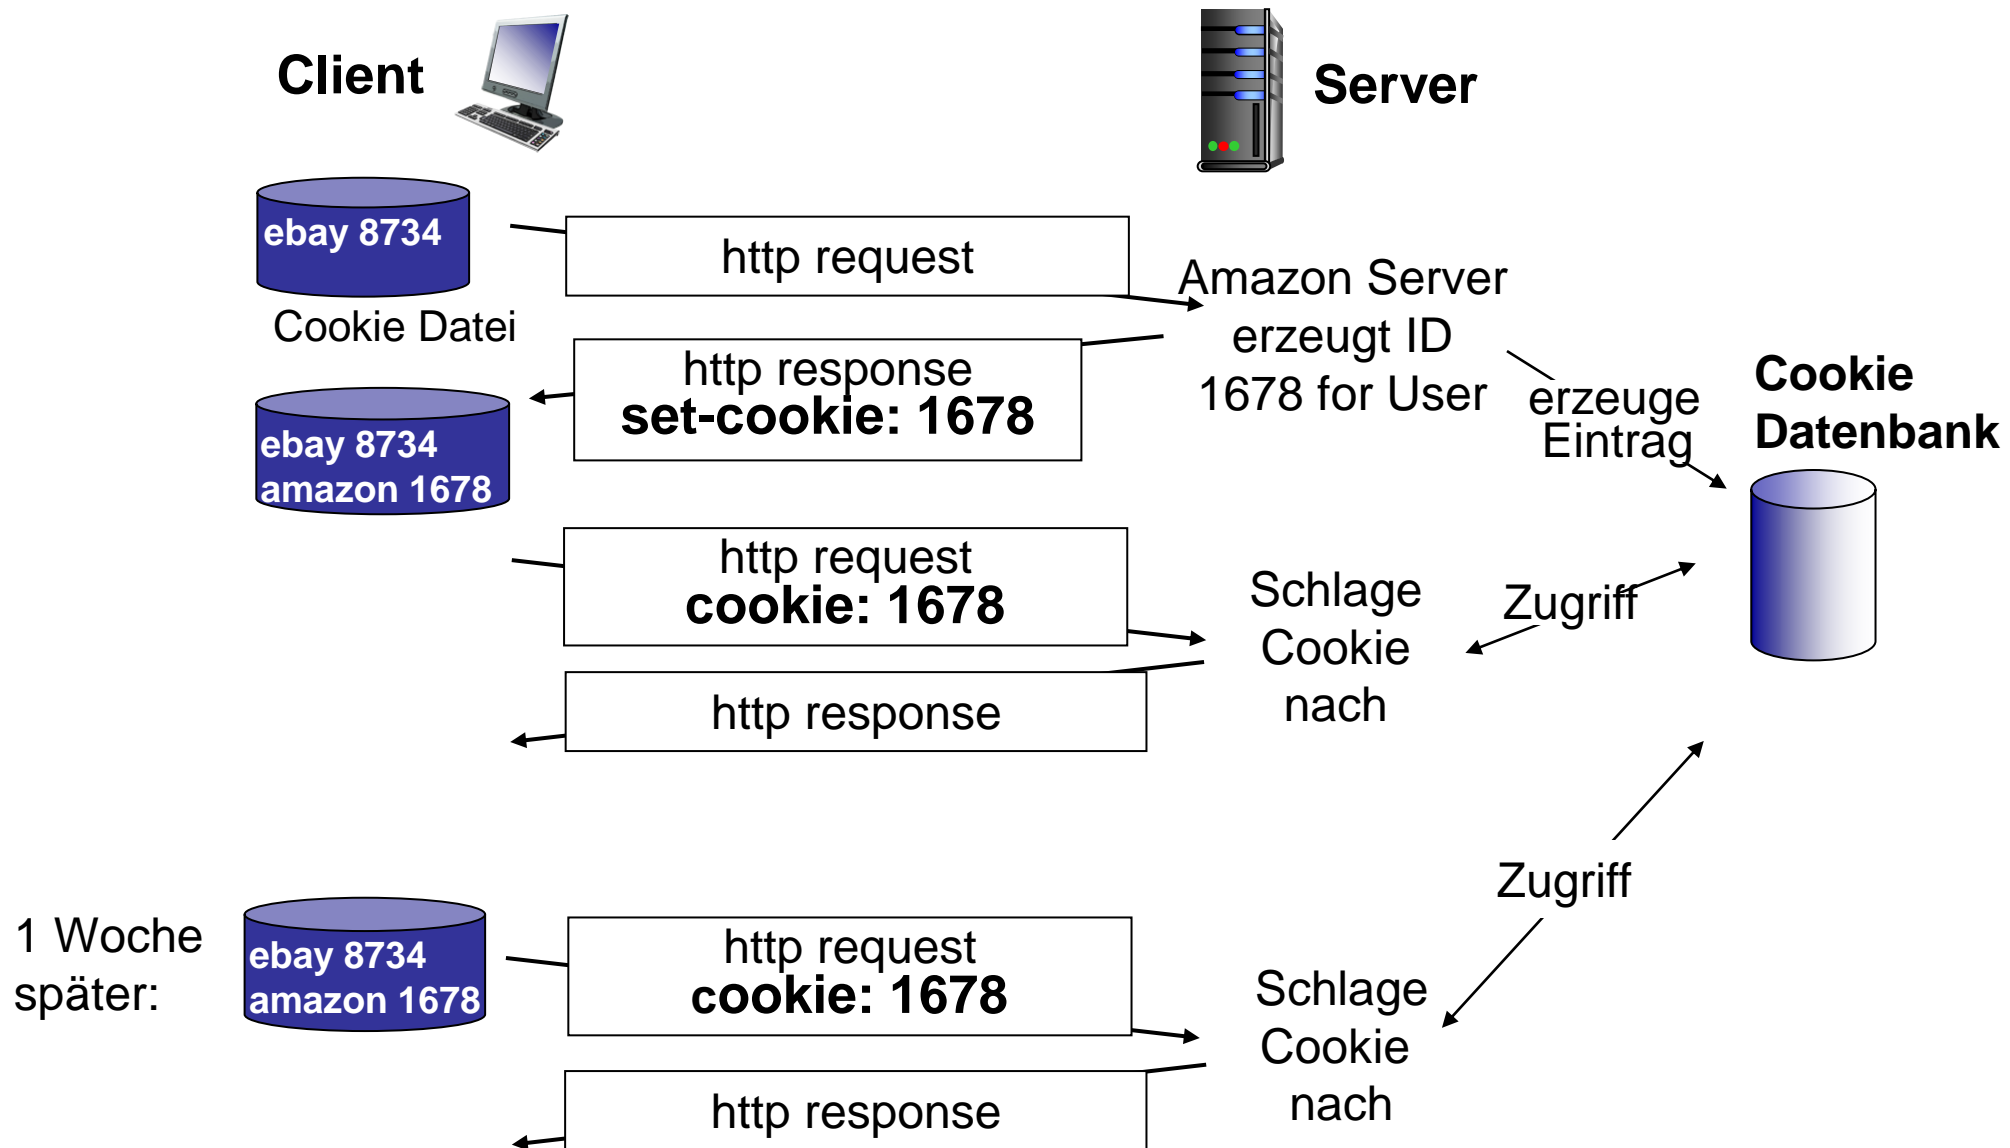 Client
Server
ebay 8734
Cookie Datei
http request
Amazon Server
erzeugt ID
1678 for User
http response
set-cookie: 1678
erzeuge
Eintrag
Cookie
Datenbank
ebay 8734
amazon 1678
http request
cookie: 1678
Schlage
Cookie
nach
Zugriff
http response
Zugriff
1 Woche
später:
ebay 8734
amazon 1678
http request
cookie: 1678
Schlage
Cookie
nach
http response